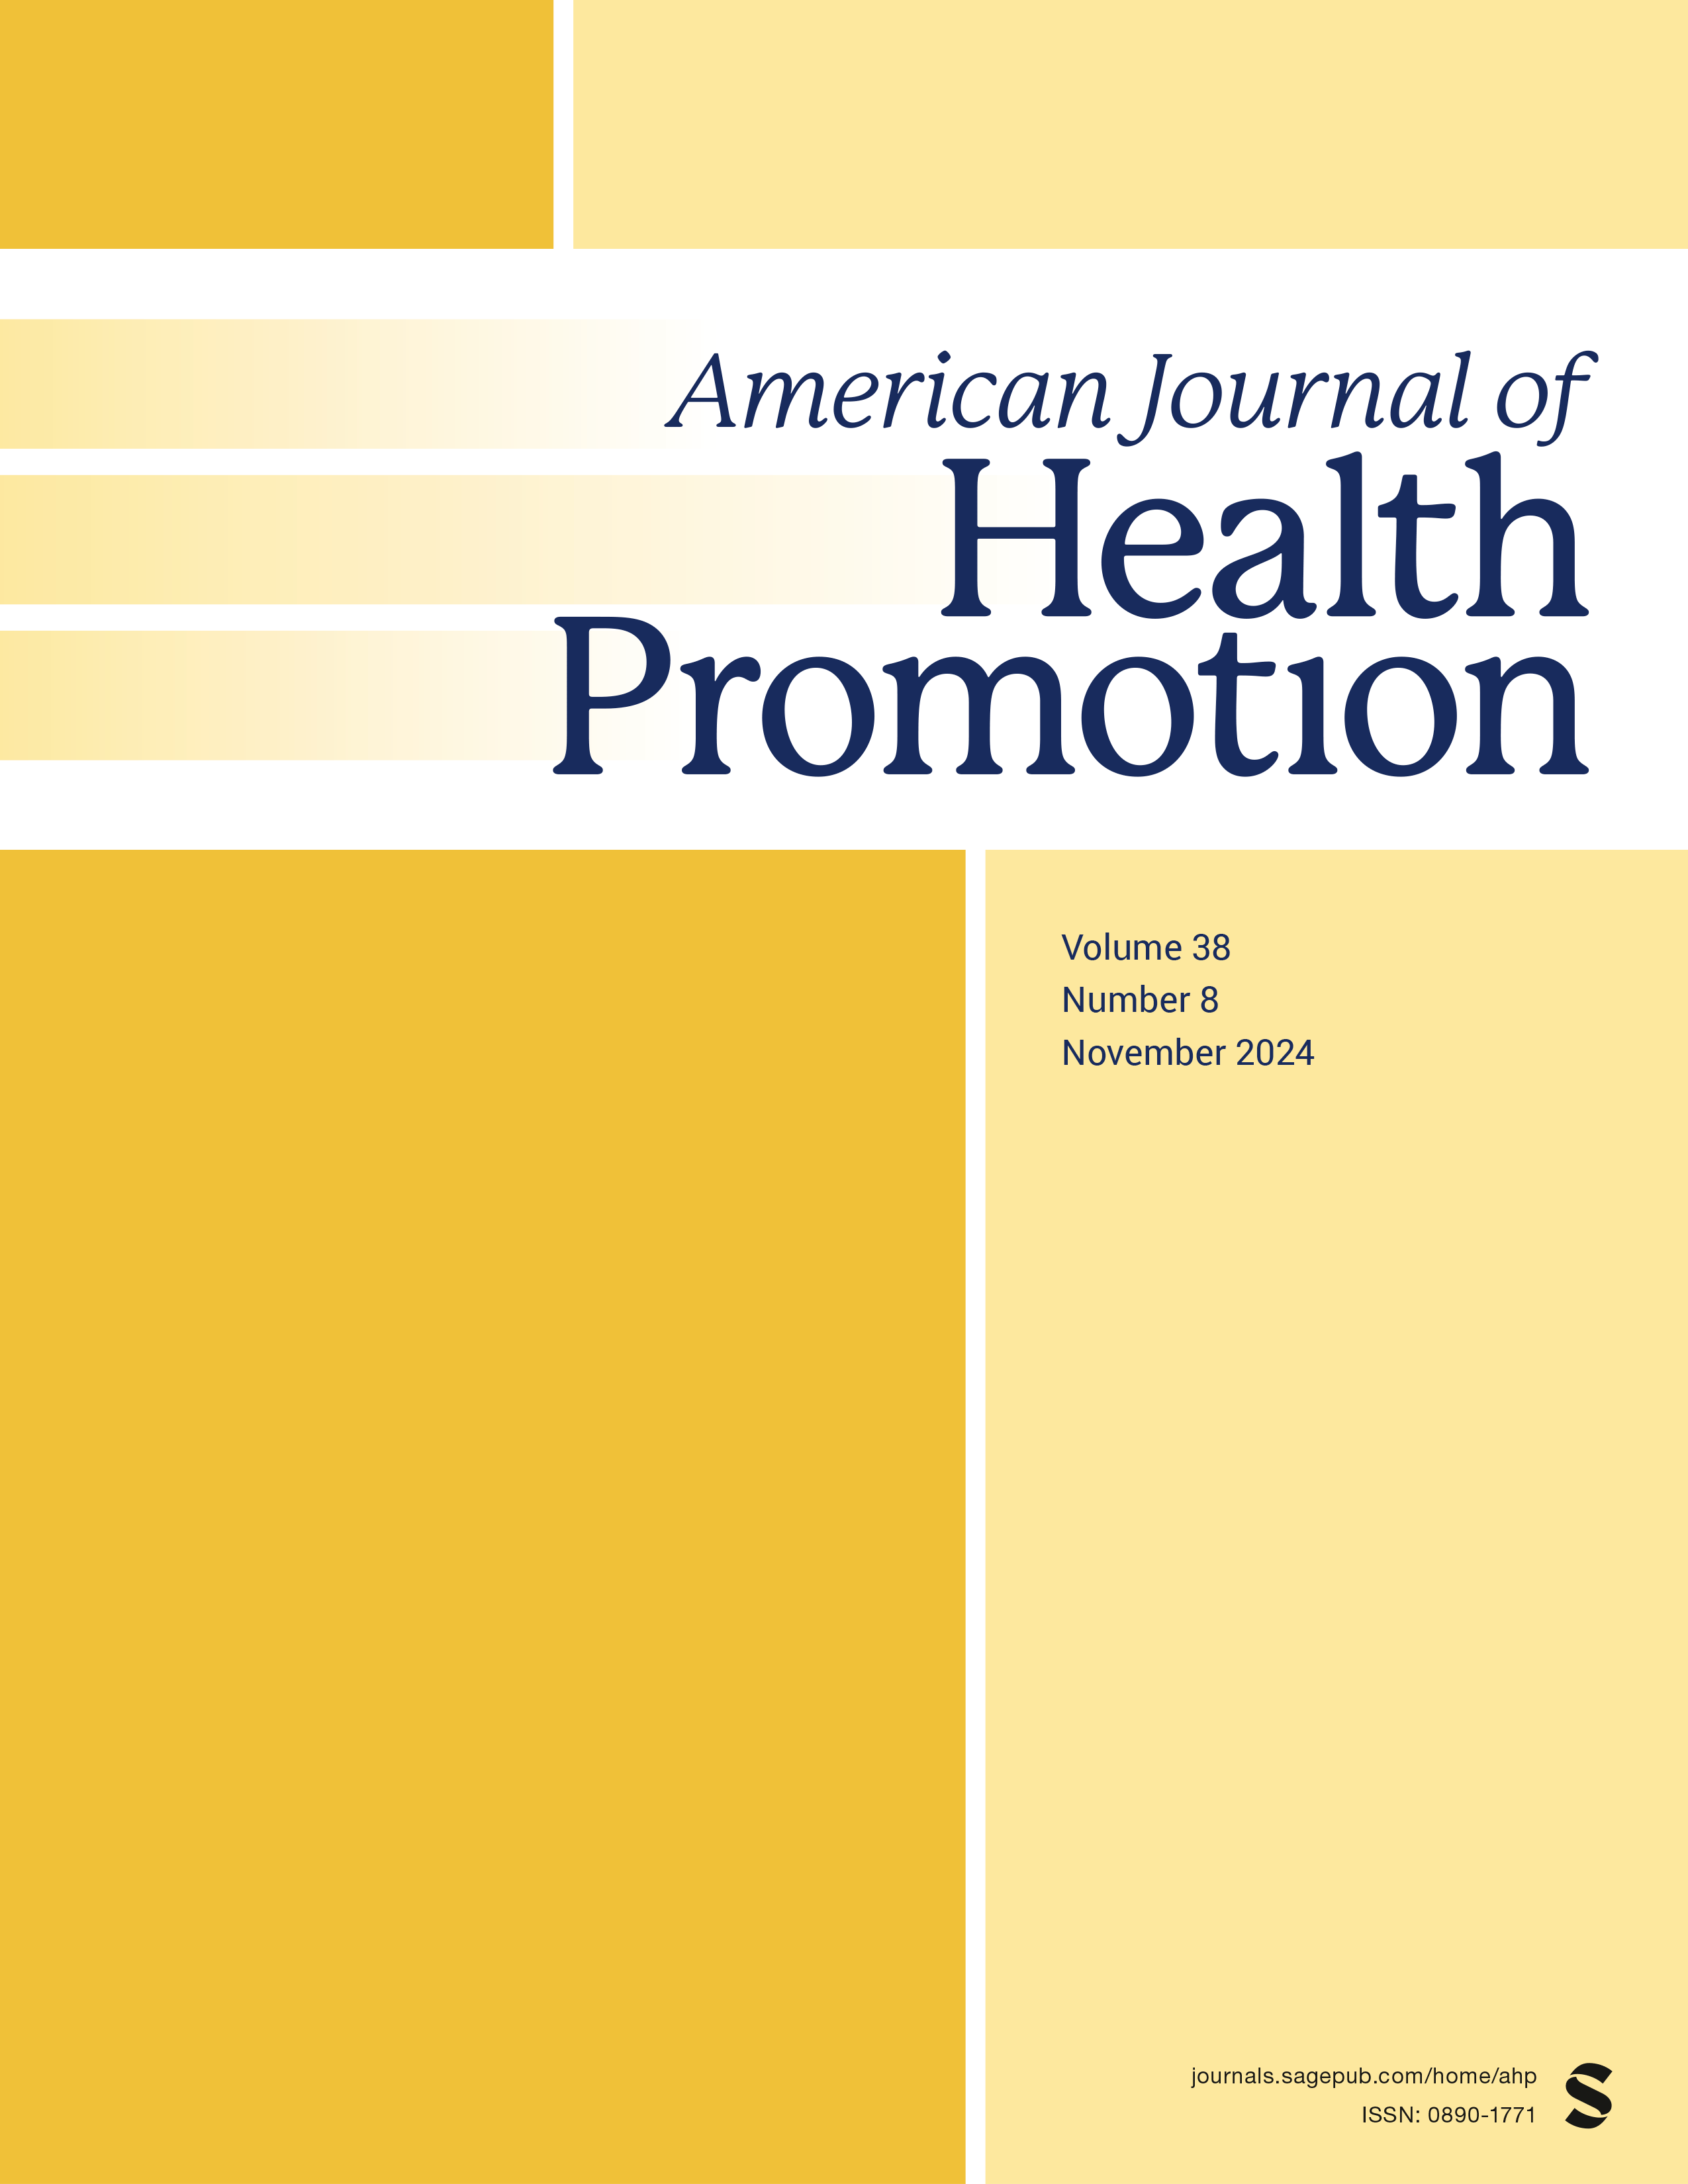 American Journal of
Health
Promotion
Volume 38
Number 8
November 2024
journals.sagepub.com/home/ahp
ISSN: 0890-1771